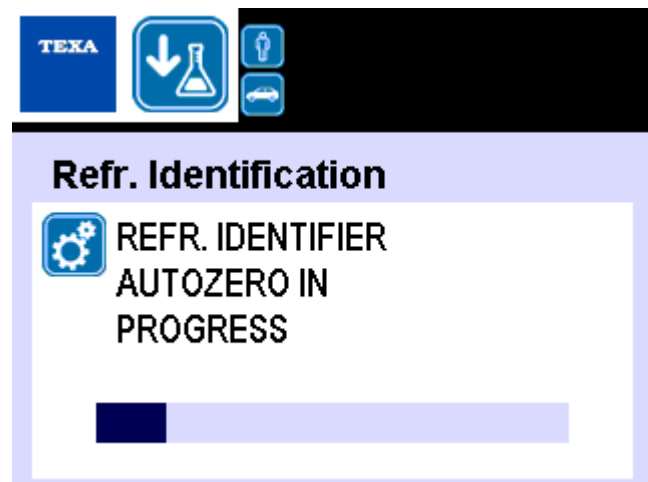 TEXA
Refr. Identification
REFR. IDENTIFIER
AUTOZERO IN
PROGRESS